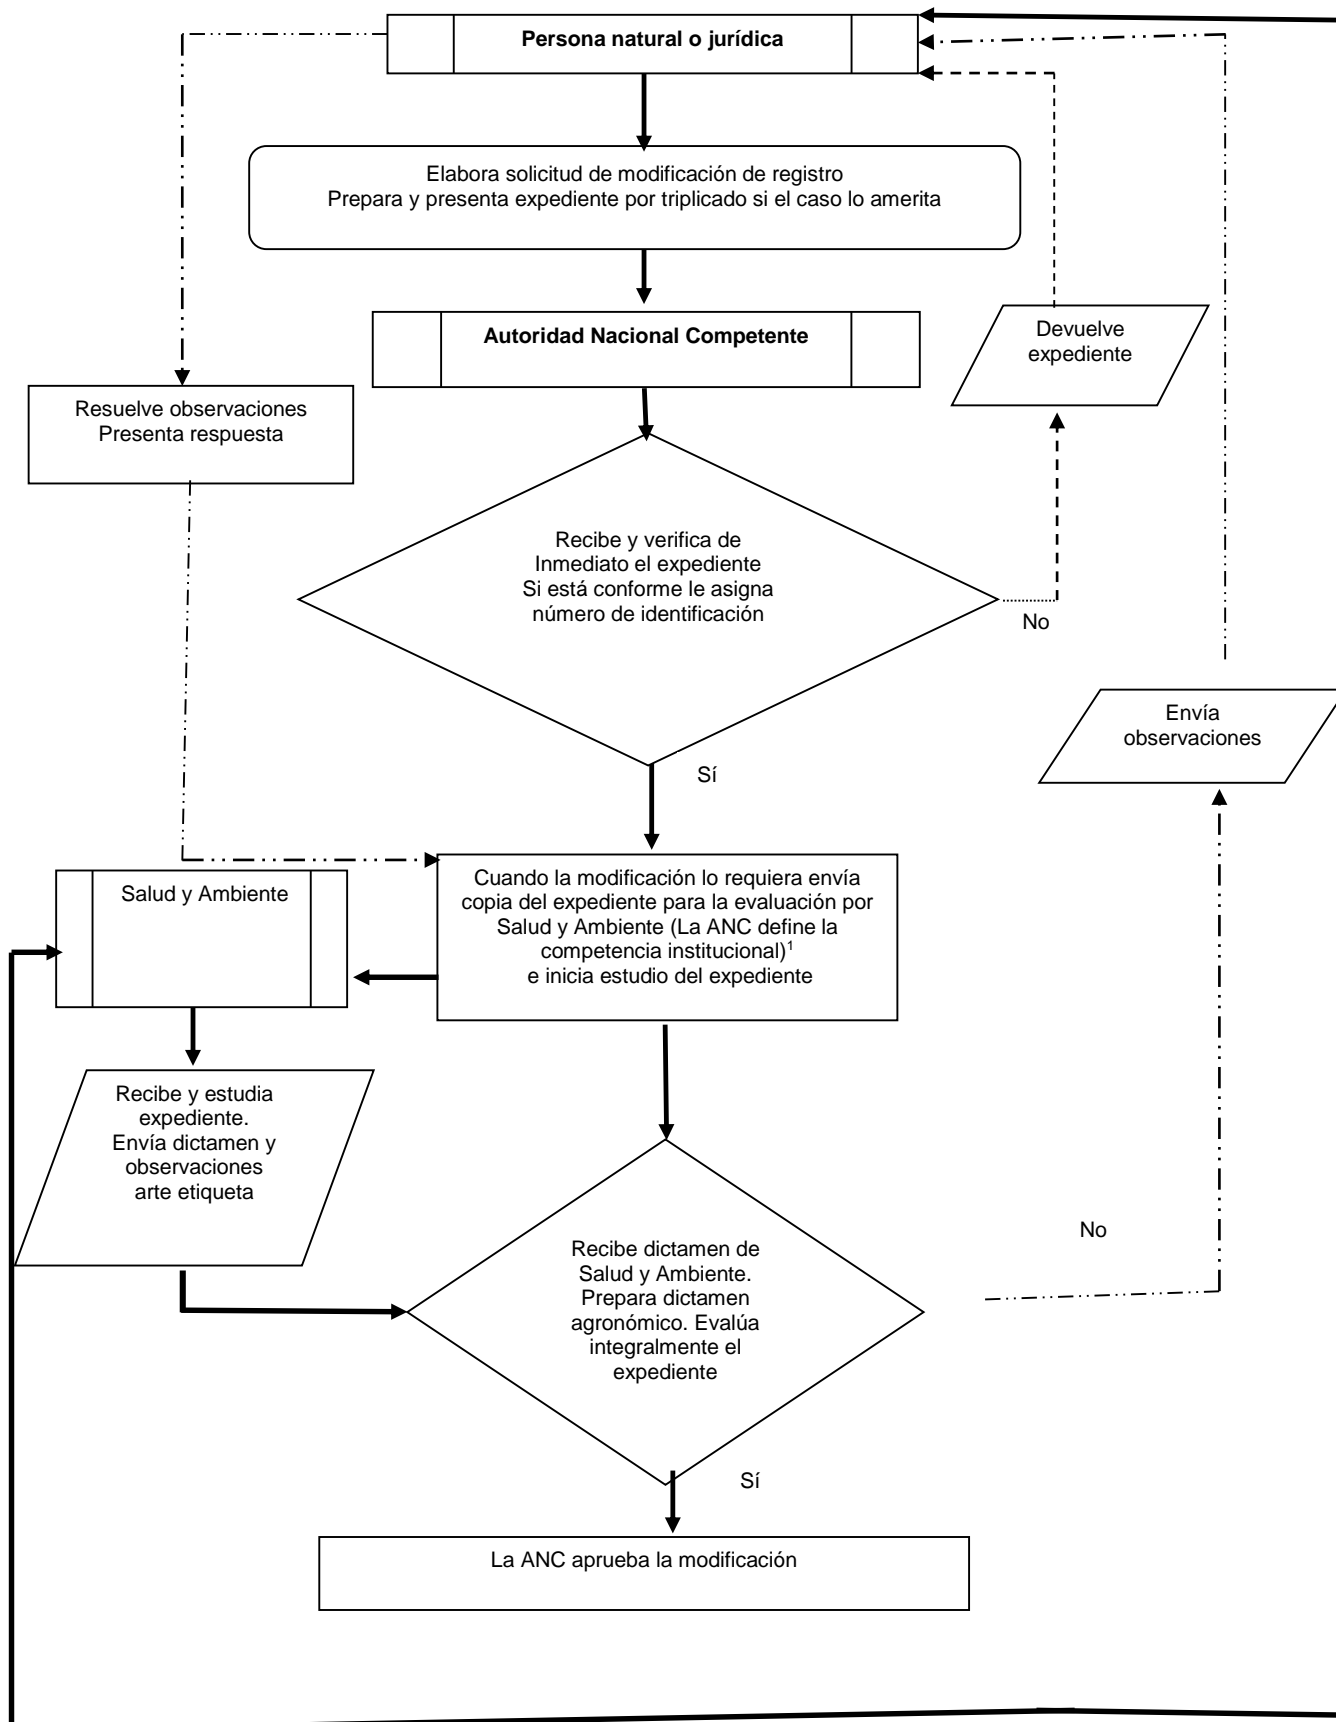 Persona natural o jurídica
Elabora solicitud de modificación de registro
Prepara y presenta expediente por triplicado si el caso lo amerita
Autoridad Nacional Competente
Devuelve
expediente
Resuelve observaciones
Presenta respuesta
Recibe y verifica de
Inmediato el expediente
Si está conforme le asigna
número de identificación
No
Envía
observaciones
Sí
Cuando la modificación lo requiera envía
copia del expediente para la evaluación por
Salud y Ambiente (La ANC define la
competencia institucional)¹
e inicia estudio del expediente
Salud y Ambiente
Recibe y estudia
expediente.
Envía dictamen y
observaciones
arte etiqueta
No
Recibe dictamen de
Salud y Ambiente.
Prepara dictamen
agronómico. Evalúa
integralmente el
expediente
Sí
La ANC aprueba la modificación